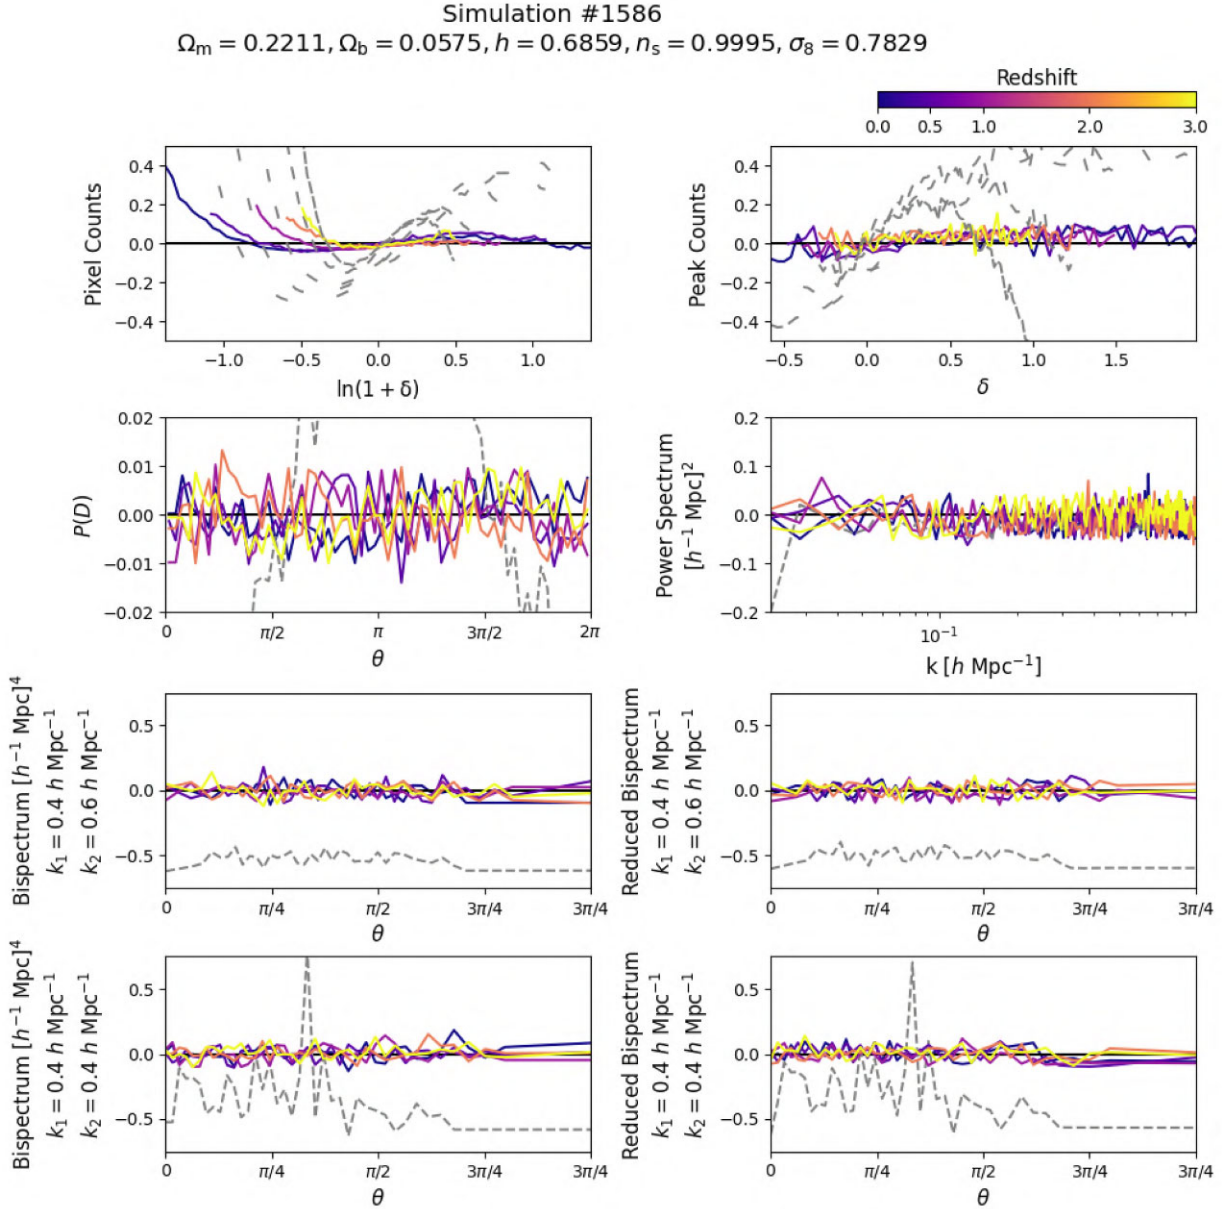 Simulation #1586
Ωm = 0.2211, Ωb = 0.0575, h = 0.6859, ns = 0.9995, σ8 = 0.7829
Redshift
0.0 0.5 1.0 2.0 3.0
Pixel Counts
0.4
0.2
0.0
−0.2
−0.4
−1.0 −0.5 0.0 0.5 1.0
ln(1 + δ)
Peak Counts
0.4
0.2
0.0
−0.2
−0.4
−0.5 0.0 0.5 1.0 1.5
δ
P(D)
0.02
0.01
0.00
−0.01
−0.02
0 π/2 π 3π/2 2π
θ
Power Spectrum
[h⁻¹ Mpc]²
0.2
0.1
0.0
−0.1
−0.2
10⁻¹
k [h Mpc⁻¹]
Bispectrum [h⁻¹ Mpc]⁴
k₁ = 0.4 h Mpc⁻¹
k₂ = 0.6 h Mpc⁻¹
0.5
0.0
−0.5
0 π/4 π/2 3π/4 3π/4
θ
Reduced Bispectrum
k₁ = 0.4 h Mpc⁻¹
k₂ = 0.6 h Mpc⁻¹
0.5
0.0
−0.5
0 π/4 π/2 3π/4 3π/4
θ
Bispectrum [h⁻¹ Mpc]⁴
k₁ = 0.4 h Mpc⁻¹
k₂ = 0.4 h Mpc⁻¹
0.5
0.0
−0.5
0 π/4 π/2 3π/4 3π/4
θ
Reduced Bispectrum
k₁ = 0.4 h Mpc⁻¹
k₂ = 0.4 h Mpc⁻¹
0.5
0.0
−0.5
0 π/4 π/2 3π/4 3π/4
θ